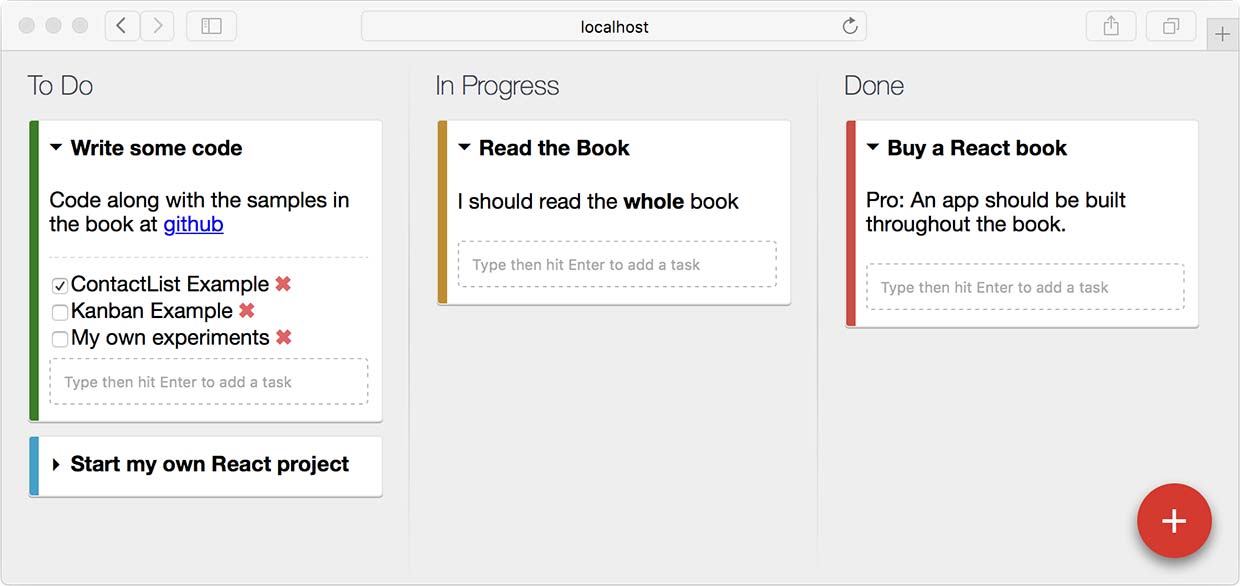 localhost
To Do
Write some code
Code along with the samples in
the book at github
ContactList Example
Kanban Example
My own experiments
Type then hit Enter to add a task
Start my own React project
In Progress
Read the Book
I should read the whole book
Type then hit Enter to add a task
Done
Buy a React book
Pro: An app should be built
throughout the book.
Type then hit Enter to add a task